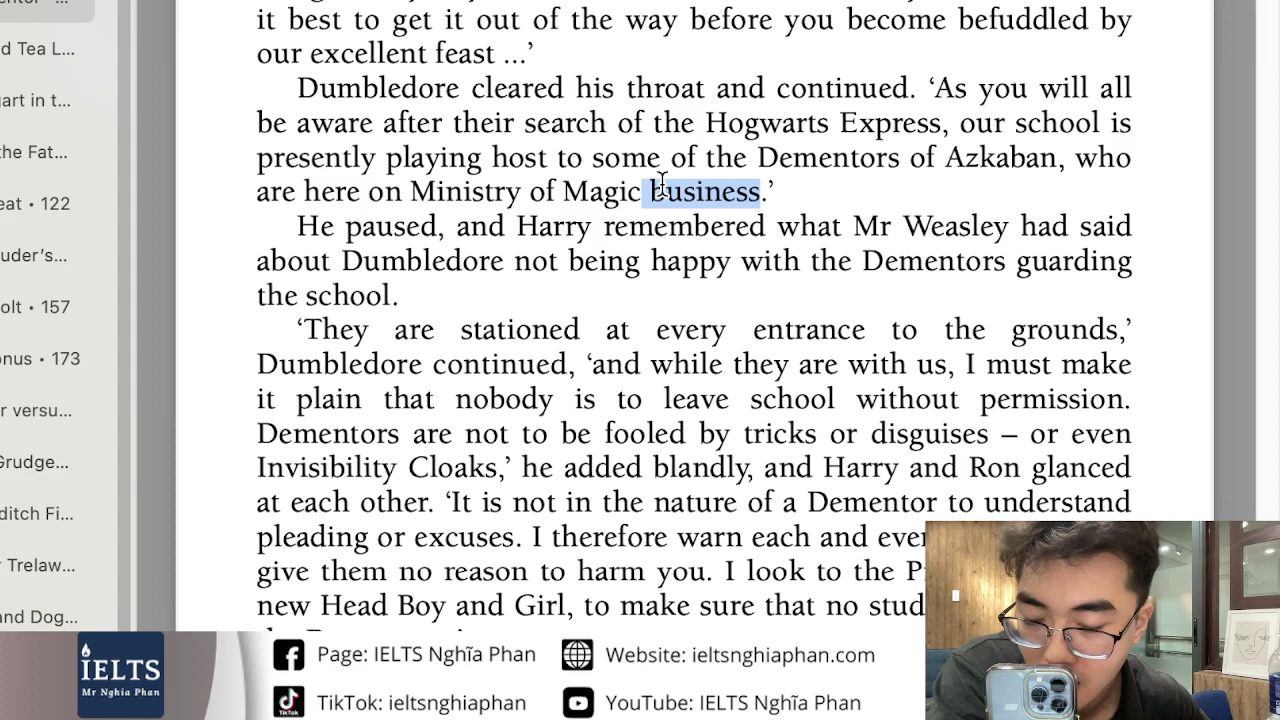 it best to get it out of the way before you become befuddled by
our excellent feast ...’
Dumbledore cleared his throat and continued. ‘As you will all
be aware after their search of the Hogwarts Express, our school is
presently playing host to some of the Dementors of Azkaban, who
are here on Ministry of Magic business.’
He paused, and Harry remembered what Mr Weasley had said
about Dumbledore not being happy with the Dementors guarding
the school.
‘They are stationed at every entrance to the grounds,’
Dumbledore continued, ‘and while they are with us, I must make
it plain that nobody is to leave school without permission.
Dementors are not to be fooled by tricks or disguises – or even
Invisibility Cloaks,’ he added blandly, and Harry and Ron glanced
at each other. ‘It is not in the nature of a Dementor to understand
pleading or excuses. I therefore warn each and ever
give them no reason to harm you. I look to the P
new Head Boy and Girl, to make sure that no stud
d Tea L...
gart in t...
the Fat...
eat • 122
uder’s...
olt • 157
onus • 173
r versu...
Grudge...
ditch Fi...
r Trelaw...
and Dog...
IELTS
Mr Nghia Phan
Page: IELTS Nghĩa Phan
Website: ieltsnghiaphan.com
TikTok
TikTok: ieltsnghiaphan
YouTube: IELTS Nghĩa Phan